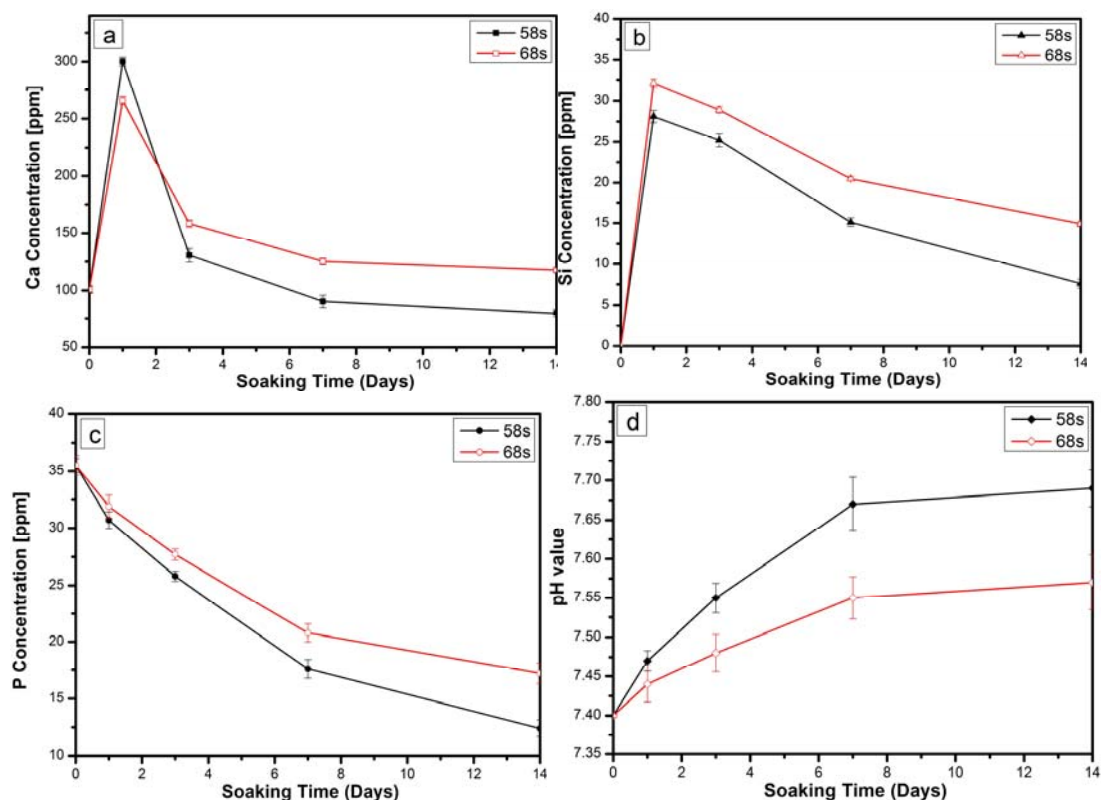 a
58s
68s
Ca Concentration [ppm]
300
250
200
150
100
50
0 2 4 6 8 10 12 14
Soaking Time (Days)
b
58s
68s
Si Concentration [ppm]
40
35
30
25
20
15
10
5
0
0 2 4 6 8 10 12 14
Soaking Time (Days)
c
58s
68s
P Concentration [ppm]
40
35
30
25
20
15
10
0 2 4 6 8 10 12 14
Soaking Time (Days)
d
58s
68s
pH value
7.80
7.75
7.70
7.65
7.60
7.55
7.50
7.45
7.40
7.35
0 2 4 6 8 10 12 14
Soaking Time (Days)